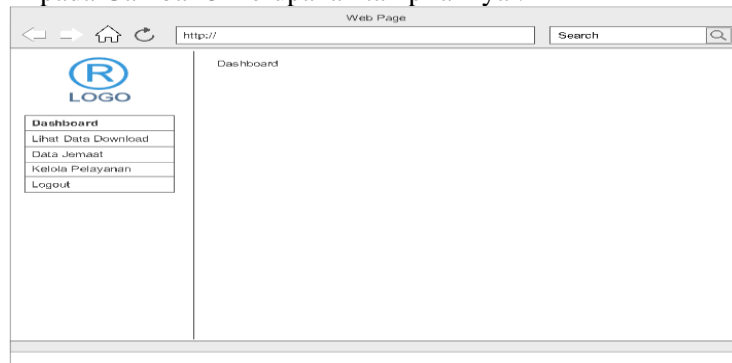 Web Page
http://
Search
R
LOGO
Dashboard
Dashboard
Lihat Data Download
Data Jemaat
Kelola Pelayanan
Logout